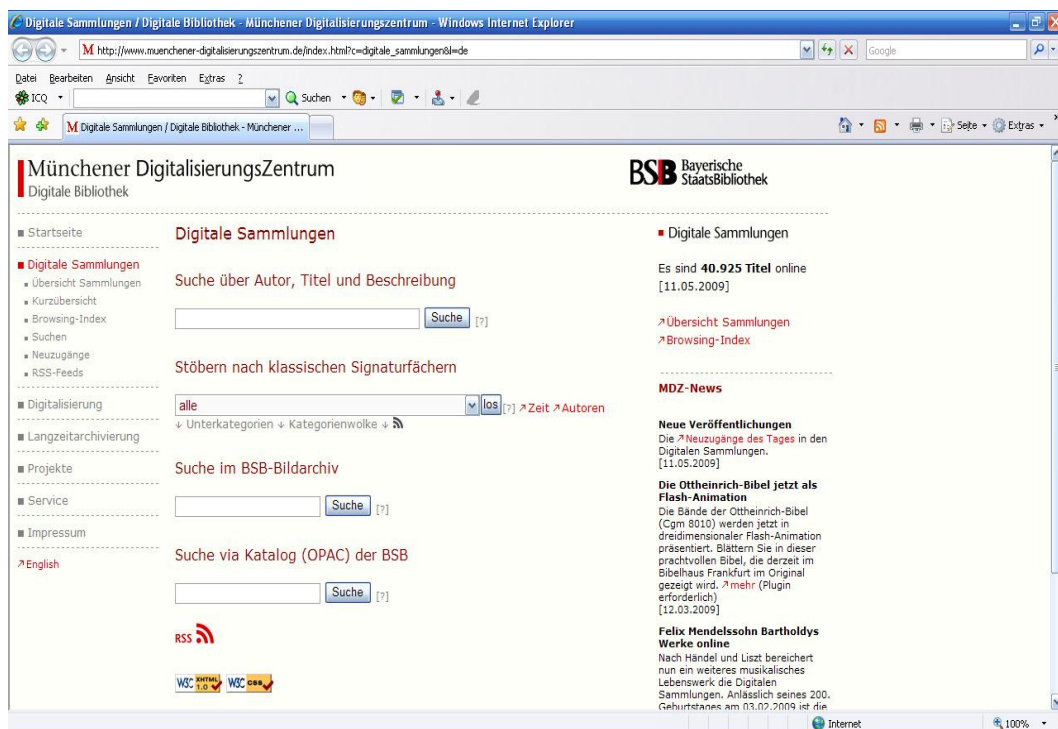 Digitale Sammlungen / Digitale Bibliothek - Münchener Digitalisierungszentrum - Windows Internet Explorer
http://www.muenchener-digitalisierungszentrum.de/index.html?c=digitale_sammlungen&l=de
Google
Datei Bearbeiten Ansicht Favoriten Extras ?
ICQ Suchen
Digitale Sammlungen / Digitale Bibliothek - Münchener ...
Seite Extras
Münchener DigitalisierungsZentrum
Digitale Bibliothek
BSB Bayerische
StaatsBibliothek
Startseite
Digitale Sammlungen
Übersicht Sammlungen
Kurzübersicht
Browsing-Index
Suchen
Neuzugänge
RSS-Feeds
Digitalisierung
Langzeitarchivierung
Projekte
Service
Impressum
English
Digitale Sammlungen
Suche über Autor, Titel und Beschreibung
Suche [?]
Stöbern nach klassischen Signaturfächern
alle los [?] Zeit Autoren
Unterkategorien Kategorienwolke
Suche im BSB-Bildarchiv
Suche [?]
Suche via Katalog (OPAC) der BSB
Suche [?]
RSS
W3C XHTML 1.0 W3C css
Digitale Sammlungen
Es sind 40.925 Titel online
[11.05.2009]
Übersicht Sammlungen
Browsing-Index
MDZ-News
Neue Veröffentlichungen
Die Neuzugänge des Tages in den
Digitalen Sammlungen.
[11.05.2009]
Die Ottheinrich-Bibel jetzt als
Flash-Animation
Die Bände der Ottheinrich-Bibel
(Cgm 8010) werden jetzt in
dreidimensionaler Flash-Animation
präsentiert. Blättern Sie in dieser
prachtvollen Bibel, die derzeit im
Bibelhaus Frankfurt im Original
gezeigt wird. mehr (Plugin
erforderlich)
[12.03.2009]
Felix Mendelssohn Bartholdys
Werke online
Nach Händel und Liszt bereichert
nun ein weiteres musikalisches
Lebenswerk die Digitalen
Sammlungen. Anlässlich seines 200.
Geburtstages am 03.02.2009 ist die
Internet
100%